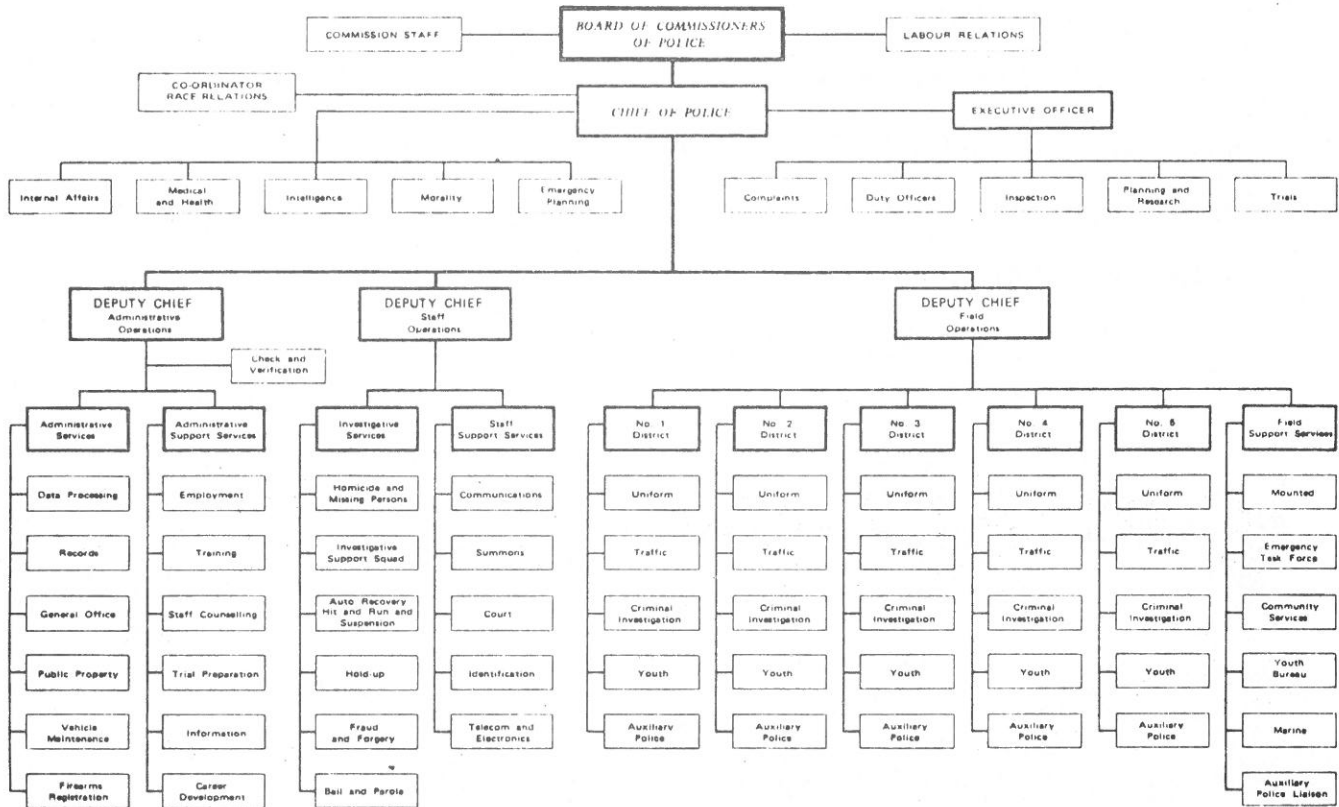 BOARD OF COMMISSIONERS
OF POLICE
COMMISSION STAFF
LABOUR RELATIONS
CO-ORDINATOR
RACE RELATIONS
CHIEF OF POLICE
EXECUTIVE OFFICER
Internal Affairs
Medical
and Health
Intelligence
Morality
Emergency
Planning
Complaints
Duty Officers
Inspection
Planning and
Research
Trials
DEPUTY CHIEF
Administrative
Operations
DEPUTY CHIEF
Staff
Operations
DEPUTY CHIEF
Field
Operations
Check and
Verification
Administrative
Services
Data Processing
Records
General Office
Public Property
Vehicle
Maintenance
Firearms
Registration
Administrative
Support Services
Employment
Training
Staff Counselling
Trial Preparation
Information
Career
Development
Investigative
Services
Homicide and
Missing Persons
Investigative
Support Squad
Auto Recovery
Hit and Run and
Suspension
Hold-up
Fraud
and Forgery
Bail and Parole
Staff
Support Services
Communications
Summons
Court
Identification
Telecom and
Electronics
No. 1
District
Uniform
Traffic
Criminal
Investigation
Youth
Auxiliary
Police
No. 2
District
Uniform
Traffic
Criminal
Investigation
Youth
Auxiliary
Police
No. 3
District
Uniform
Traffic
Criminal
Investigation
Youth
Auxiliary
Police
No. 4
District
Uniform
Traffic
Criminal
Investigation
Youth
Auxiliary
Police
No. 5
District
Uniform
Traffic
Criminal
Investigation
Youth
Auxiliary
Police
Field
Support Services
Mounted
Emergency
Task Force
Community
Services
Youth
Bureau
Marine
Auxiliary
Police Liaison